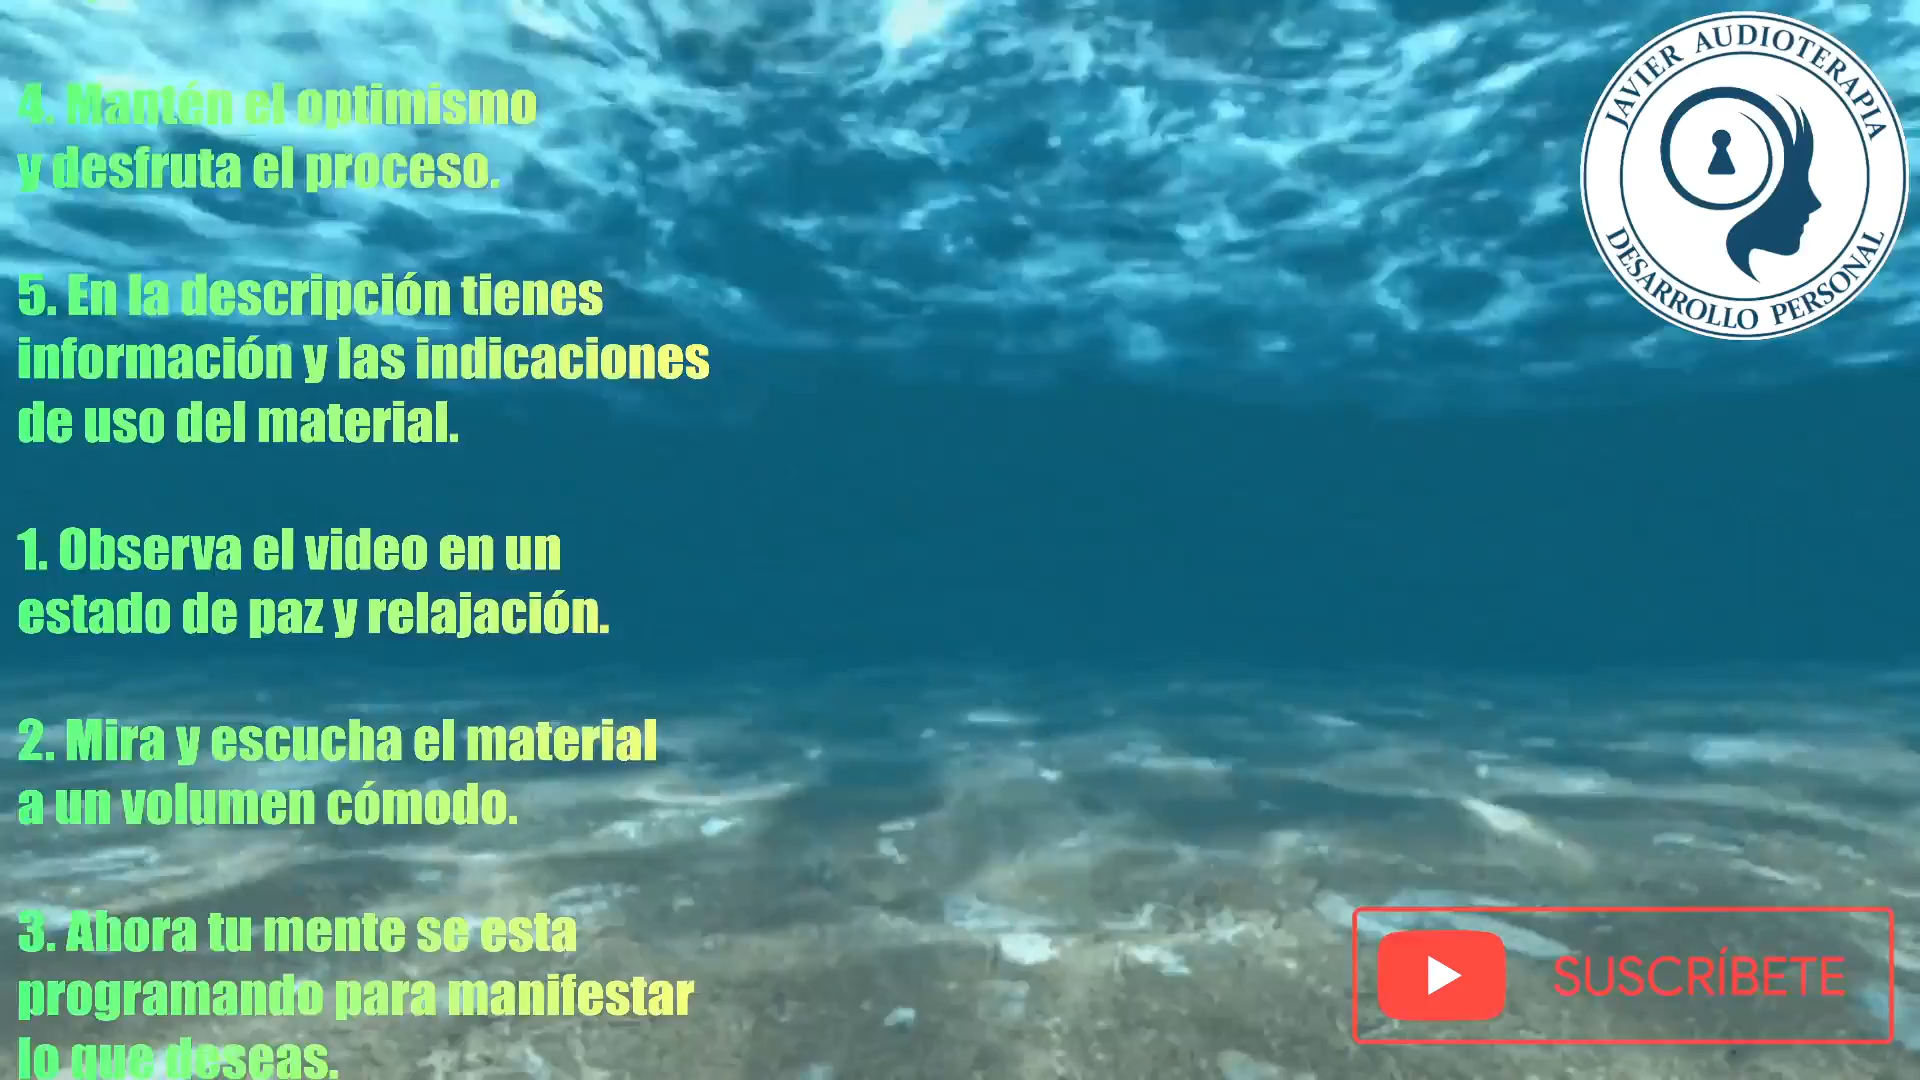 4. Mantén el optimismo
y desfruta el proceso.
5. En la descripción tienes
información y las indicaciones
de uso del material.
1. Observa el video en un
estado de paz y relajación.
2. Mira y escucha el material
a un volumen cómodo.
3. Ahora tu mente se esta
programando para manifestar
lo que deseas.
JAVIER AUDIOTERAPIA
DESARROLLO PERSONAL
SUSCRÍBETE